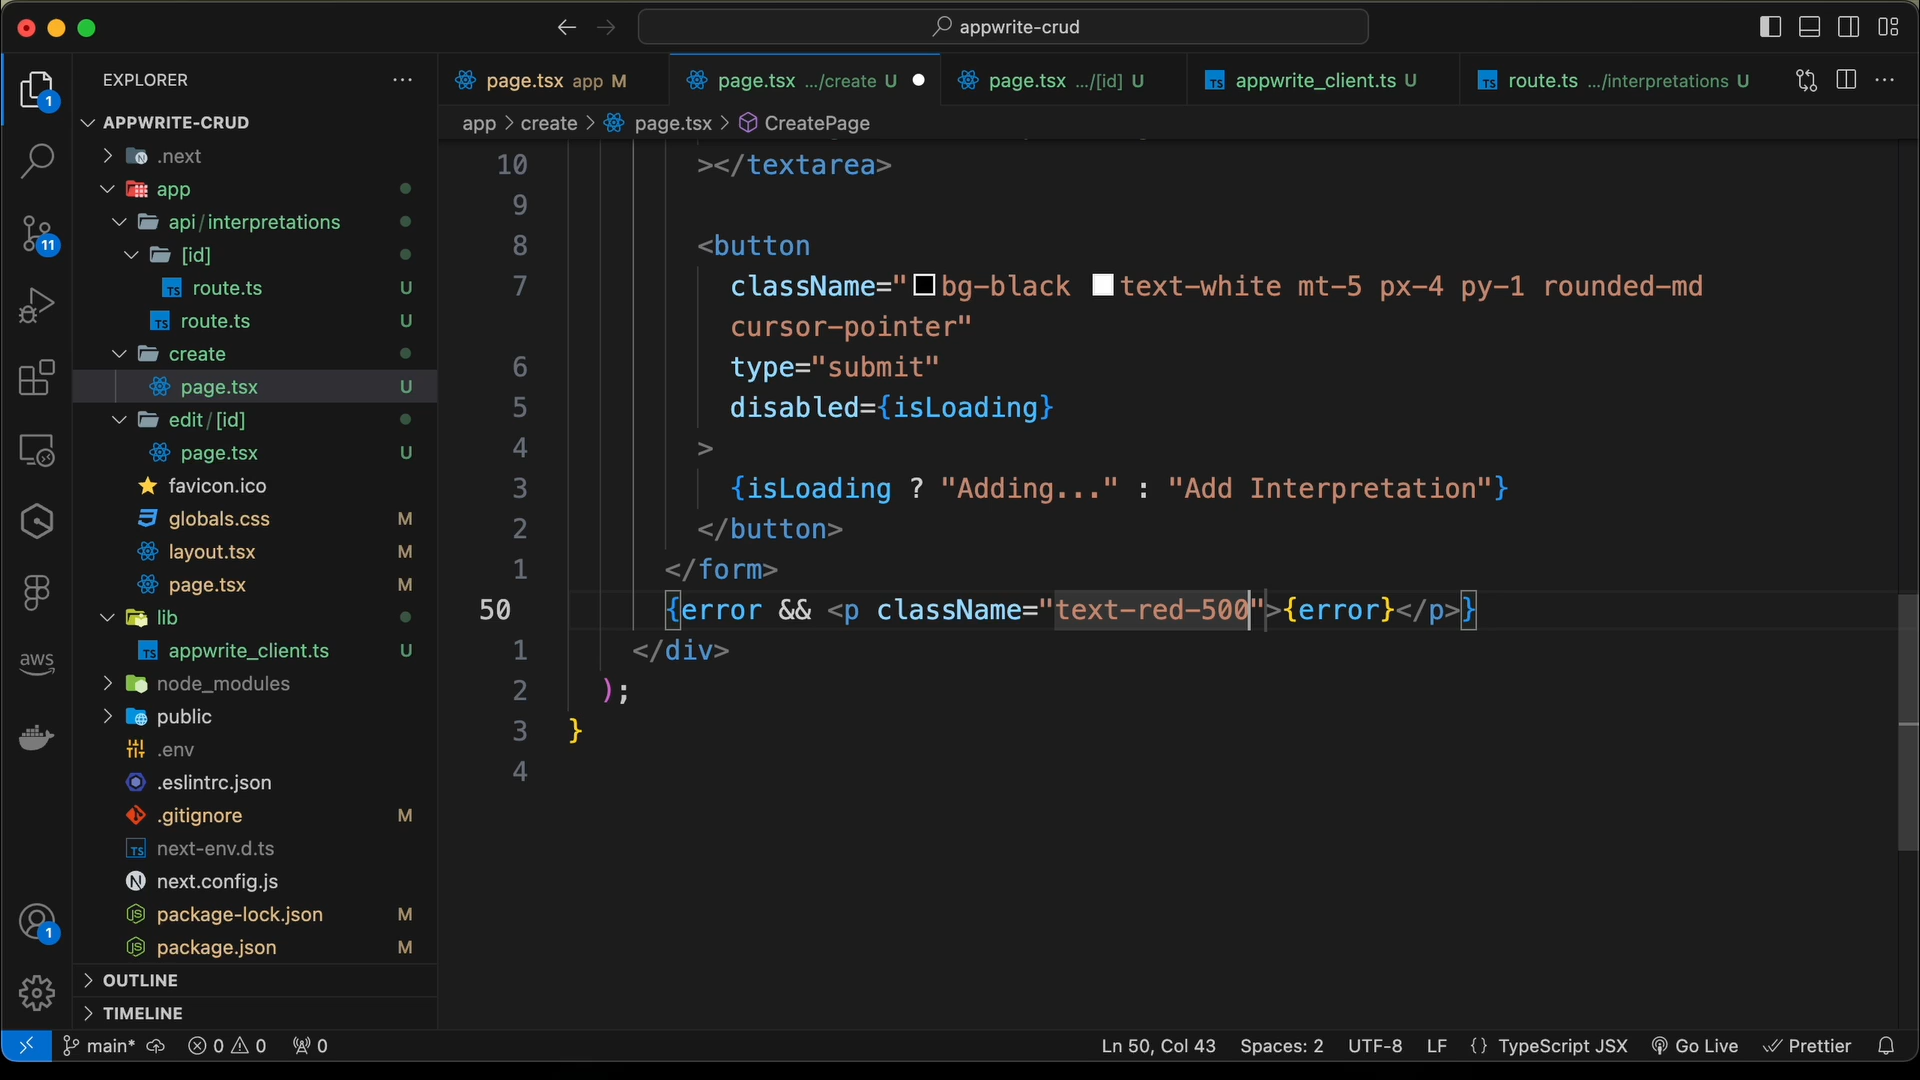 appwrite-crud
EXPLORER
page.tsx app M
page.tsx .../create U
page.tsx .../[id] U
appwrite_client.ts U
route.ts .../interpretations U
app > create > page.tsx > CreatePage
APPWRITE-CRUD
.next
app
api/interpretations
[id]
route.ts U
route.ts U
create
page.tsx U
edit/[id]
page.tsx U
favicon.ico
globals.css M
layout.tsx M
page.tsx M
lib
appwrite_client.ts U
node_modules
public
.env
.eslintrc.json
.gitignore M
next-env.d.ts
next.config.js
package-lock.json M
package.json M
OUTLINE
TIMELINE
1
11
aws
1
10 ></textarea>
9
8 <button
7 className="bg-black text-white mt-5 px-4 py-1 rounded-md
cursor-pointer"
6 type="submit"
5 disabled={isLoading}
4 >
3 {isLoading ? "Adding..." : "Add Interpretation"}
2 </button>
1 </form>
50 {error && <p className="text-red-500">{error}</p>}
1 </div>
2 );
3 }
4
main* 0 0 0
Ln 50, Col 43 Spaces: 2 UTF-8 LF {} TypeScript JSX Go Live Prettier